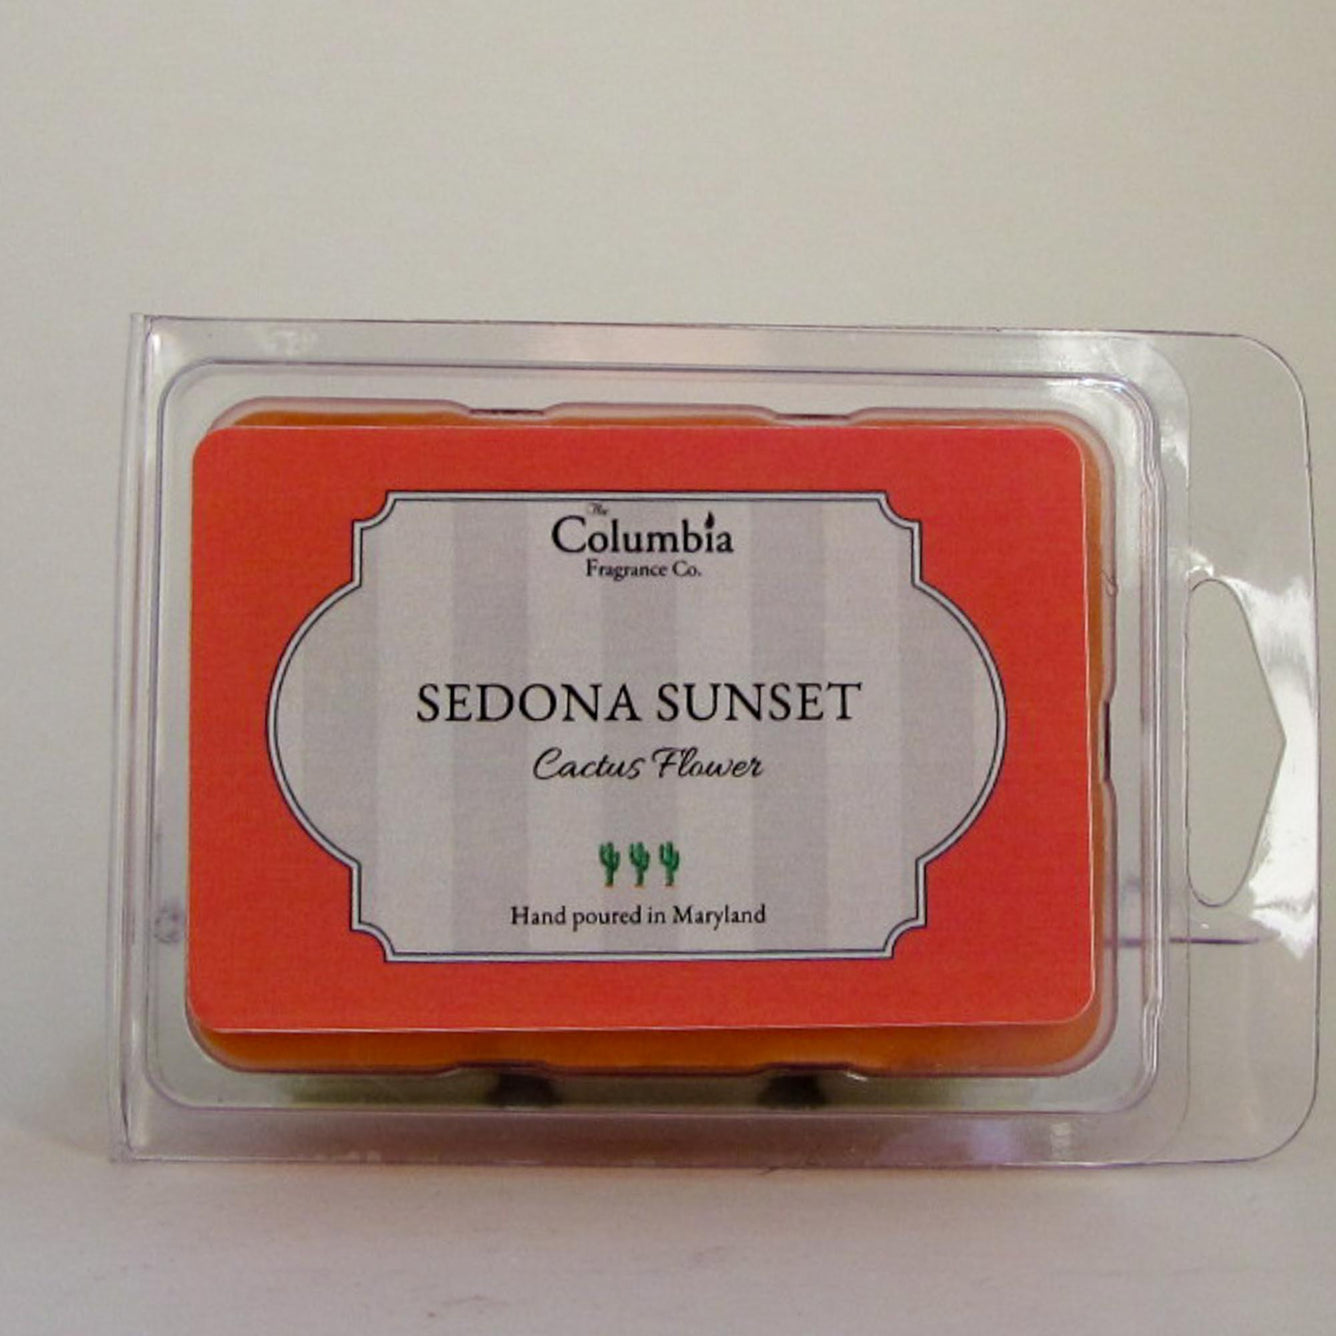 The
Columbia
Fragrance Co.
SEDONA SUNSET
Cactus Flower
Hand poured in Maryland